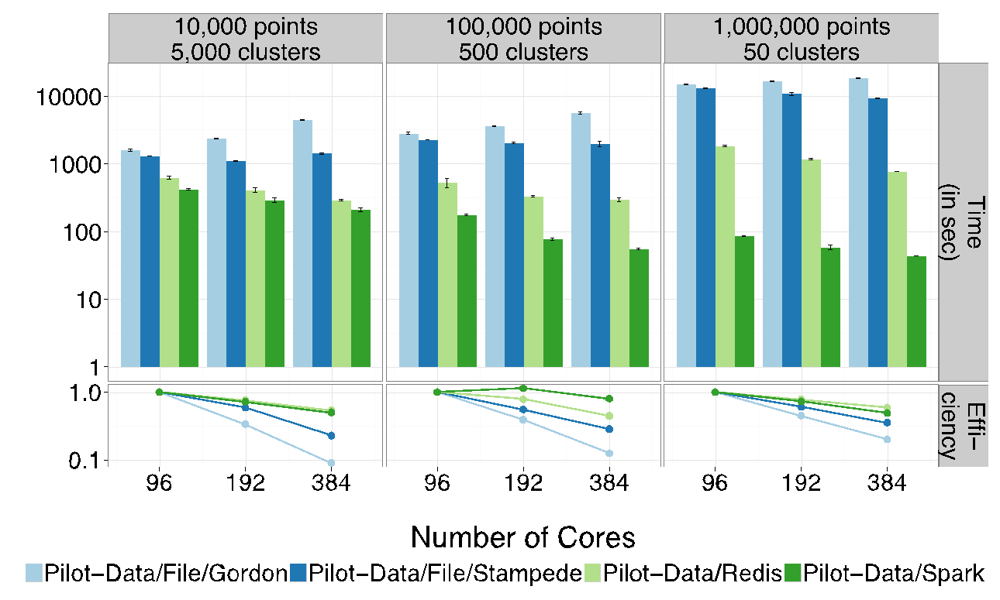 10,000 points
5,000 clusters
100,000 points
500 clusters
1,000,000 points
50 clusters
10000
1000
100
10
1
Time
(in sec)
1.0
0.1
Effi-
ciency
96
192
384
96
192
384
96
192
384
Number of Cores
Pilot-Data/File/Gordon
Pilot-Data/File/Stampede
Pilot-Data/Redis
Pilot-Data/Spark